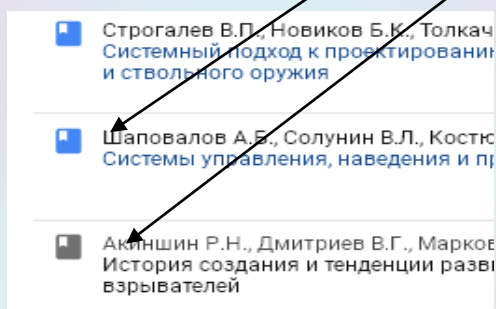 Строгалев В.П., Новиков Б.К., Толкач
Системный подход к проектировани
и ствольного оружия
Шаповалов А.Б., Солунин В.Л., Костю
Системы управления, наведения и пр
Акиншин Р.Н., Дмитриев В.Г., Марков
История создания и тенденции разви
взрывателей